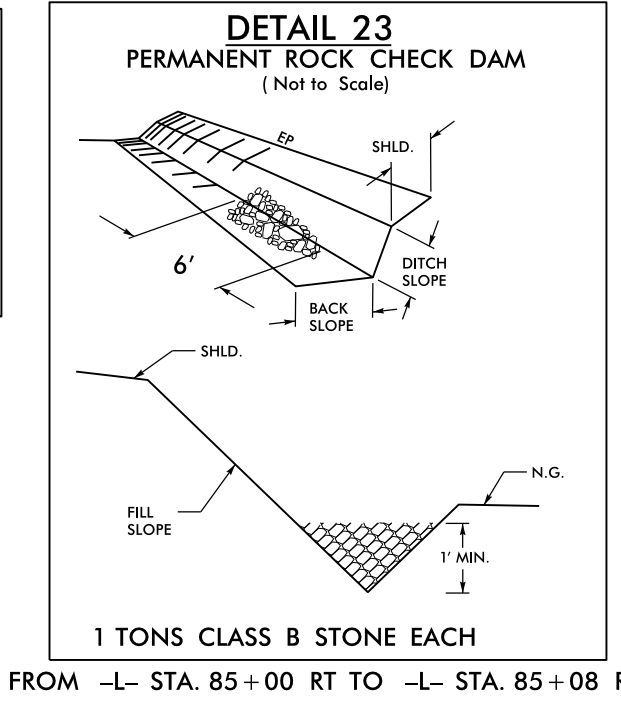 DETAIL 23
PERMANENT ROCK CHECK DAM
( Not to Scale)
EP
SHLD.
6'
DITCH
SLOPE
BACK
SLOPE
SHLD.
N.G.
FILL
SLOPE
1' MIN.
1 TONS CLASS B STONE EACH
FROM –L– STA. 85+00 RT TO –L– STA. 85+08 R